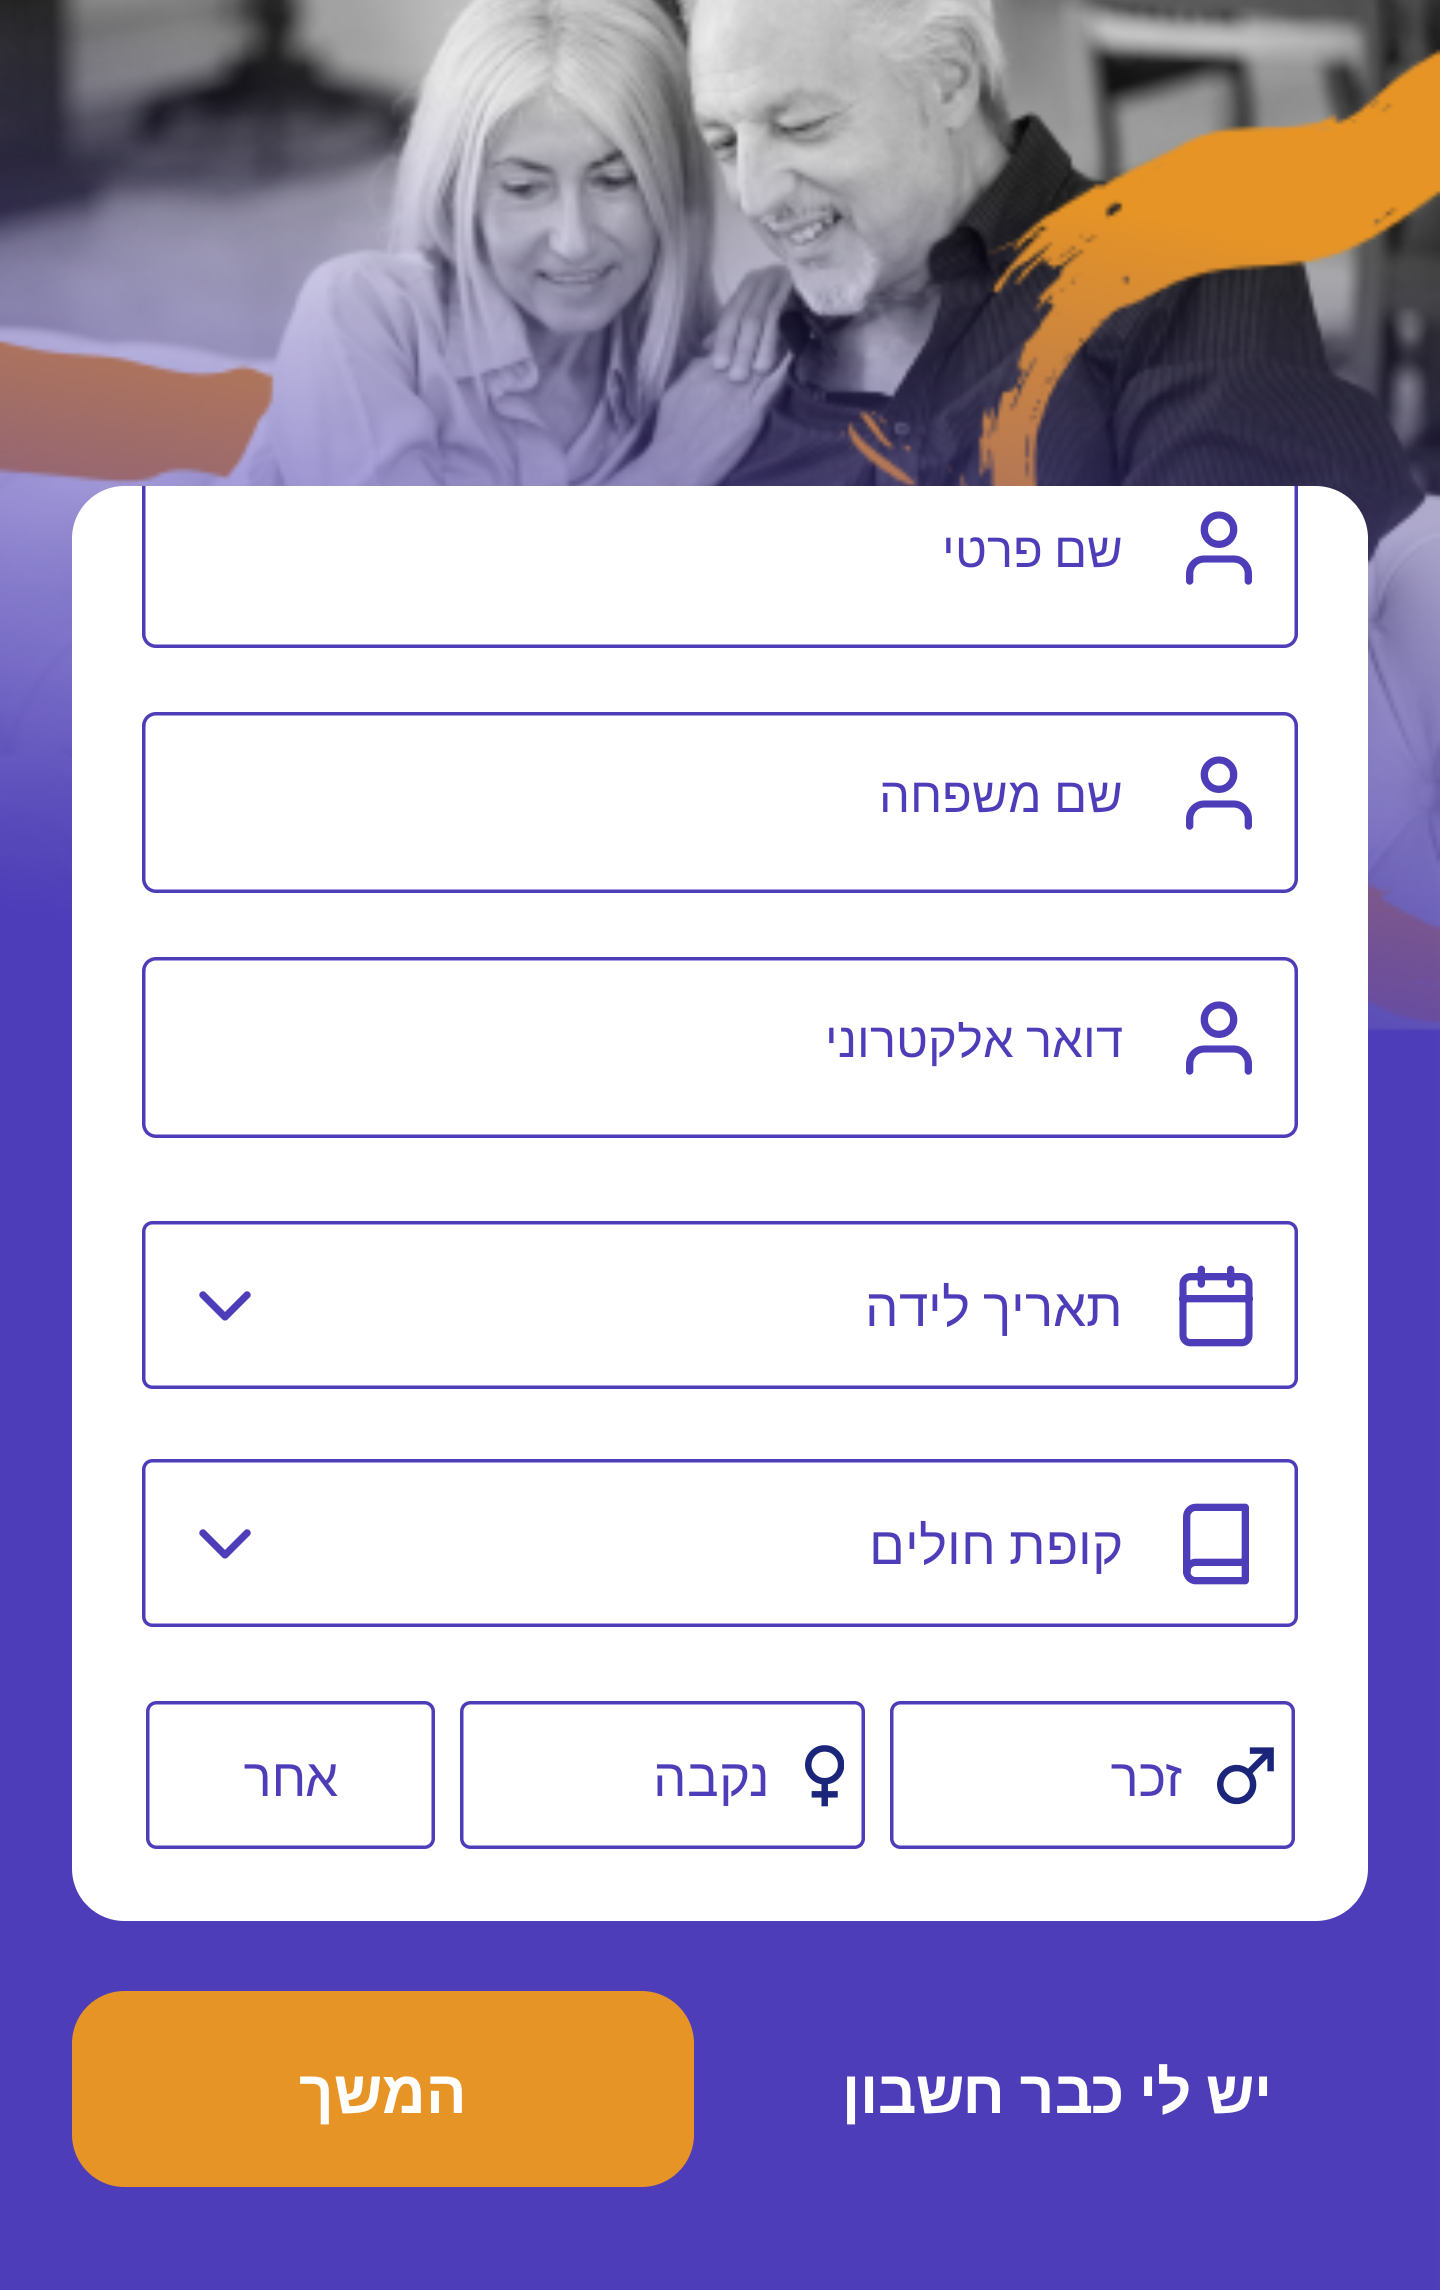 שם פרטי
שם משפחה
דואר אלקטרוני
תאריך לידה
קופת חולים
זכר
נקבה
אחר
יש לי כבר חשבון
המשך